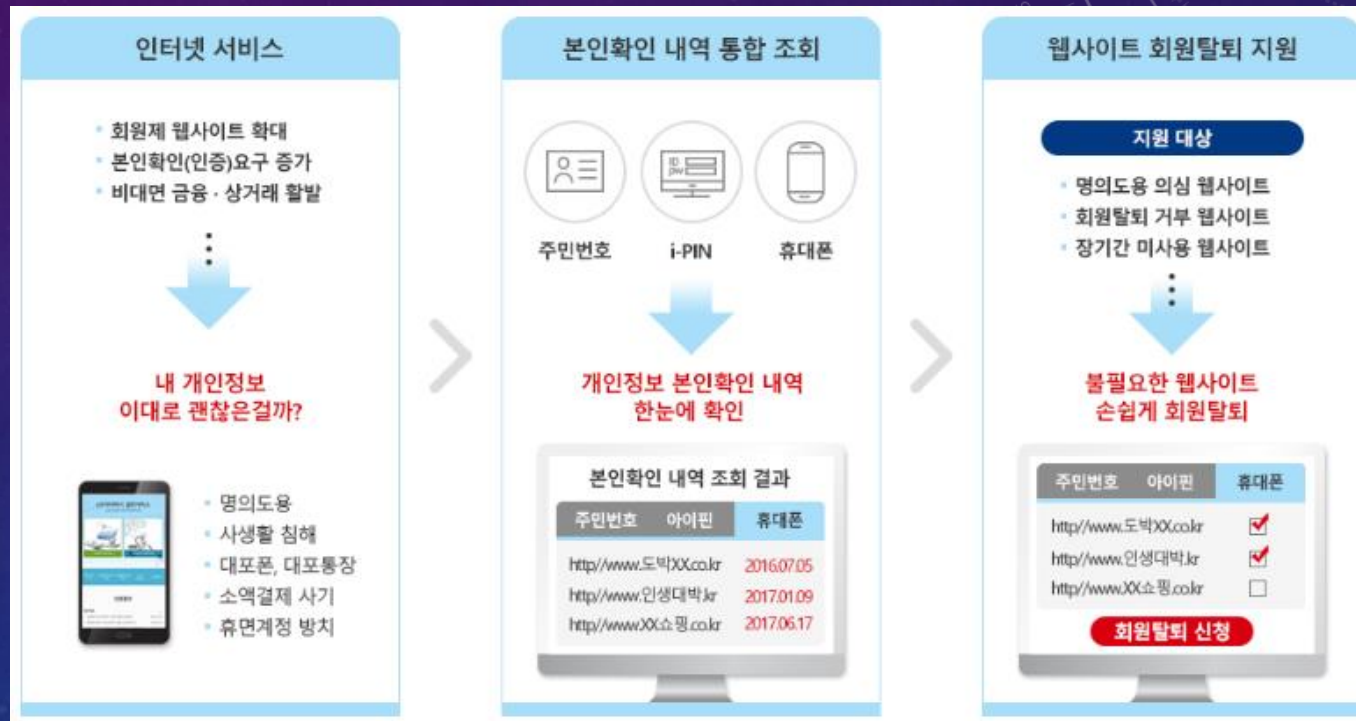 인터넷 서비스
회원제 웹사이트 확대
본인확인(인증)요구 증가
비대면 금융 · 상거래 활발
내 개인정보
이대로 괜찮은걸까?
명의도용
사생활 침해
대포폰, 대포통장
소액결제 사기
휴면계정 방치
본인확인 내역 통합 조회
주민번호
i-PIN
휴대폰
개인정보 본인확인 내역
한눈에 확인
본인확인 내역 조회 결과
주민번호 아이핀 휴대폰
http//www.도박XX.co.kr 2016.07.05
http//www.인생대박.kr 2017.01.09
http//www.XX쇼핑.co.kr 2017.06.17
웹사이트 회원탈퇴 지원
지원 대상
명의도용 의심 웹사이트
회원탈퇴 거부 웹사이트
장기간 미사용 웹사이트
불필요한 웹사이트
손쉽게 회원탈퇴
주민번호 아이핀 휴대폰
http//www.도박XX.co.kr
http//www.인생대박.kr
http//www.XX쇼핑.co.kr
회원탈퇴 신청